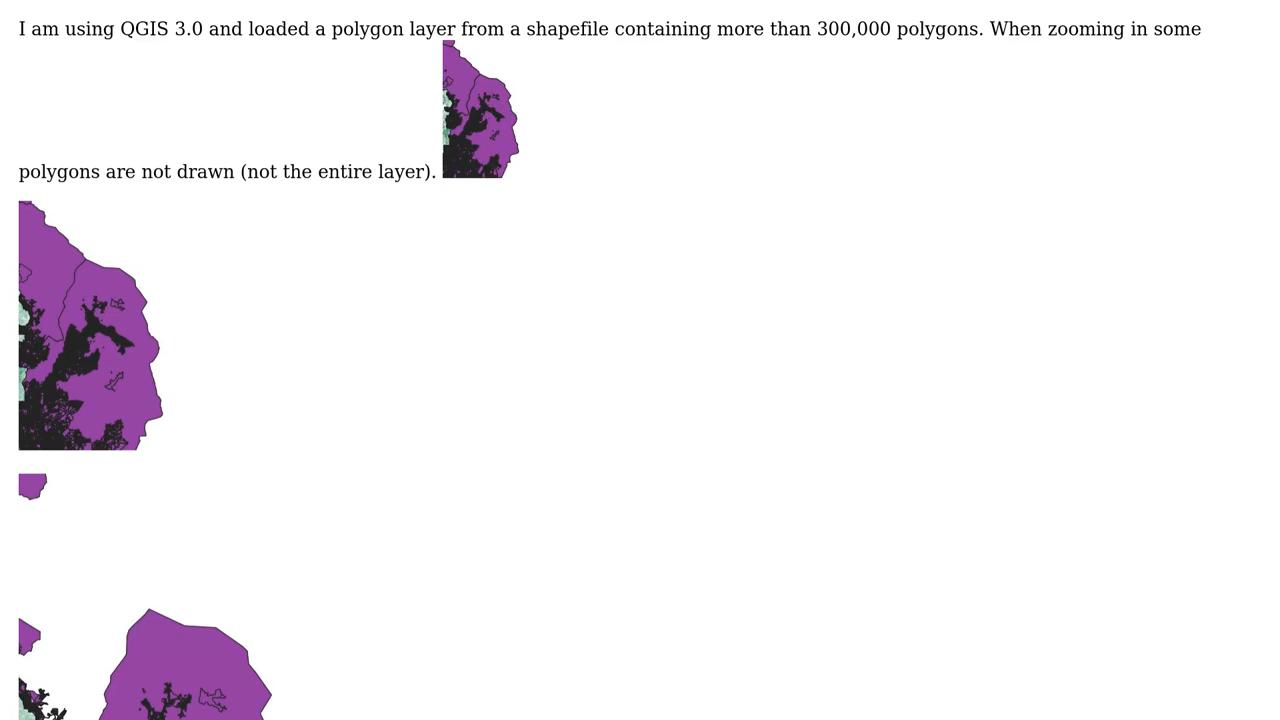 I am using QGIS 3.0 and loaded a polygon layer from a shapefile containing more than 300,000 polygons. When zooming in some
polygons are not drawn (not the entire layer).